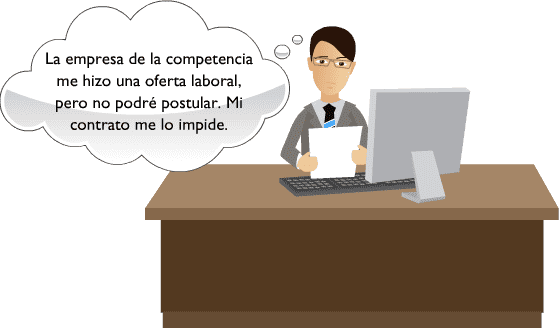 La empresa de la competencia
me hizo una oferta laboral,
pero no podré postular. Mi
contrato me lo impide.